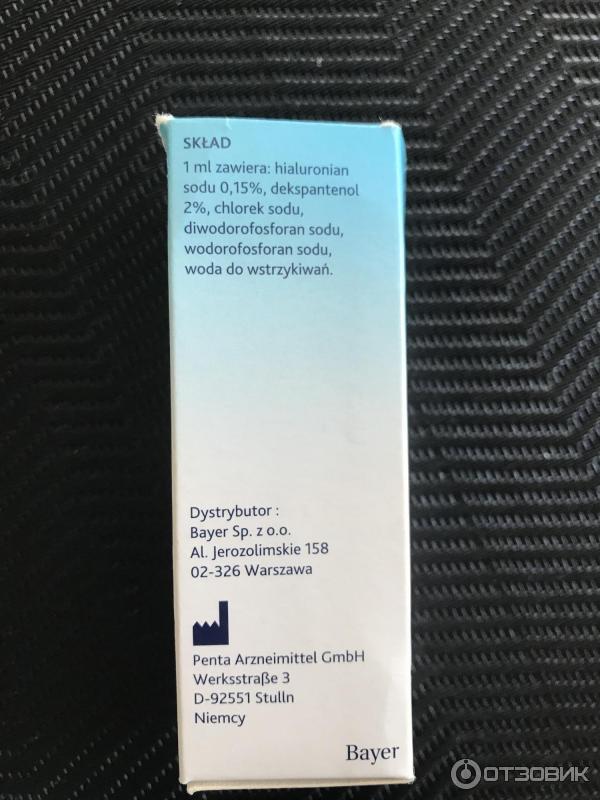 SKŁAD
1 ml zawiera: hialuronian
sodu 0,15%, dekspantenol
2%, chlorek sodu,
diwodorofosforan sodu,
wodorofosforan sodu,
woda do wstrzykiwań.
Dystrybutor :
Bayer Sp. z o.o.
Al. Jerozolimskie 158
02-326 Warszawa
Penta Arzneimittel GmbH
Werksstraße 3
D-92551 Stulln
Niemcy
Bayer
ОТЗОВИК